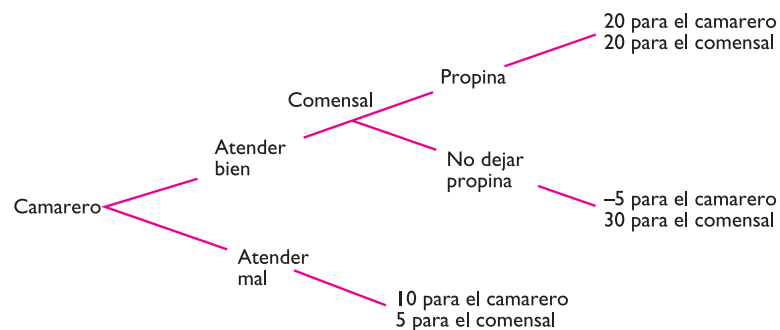 20 para el camarero
20 para el comensal
Propina
Comensal
Atender
bien
No dejar
propina
–5 para el camarero
30 para el comensal
Camarero
Atender
mal
10 para el camarero
5 para el comensal